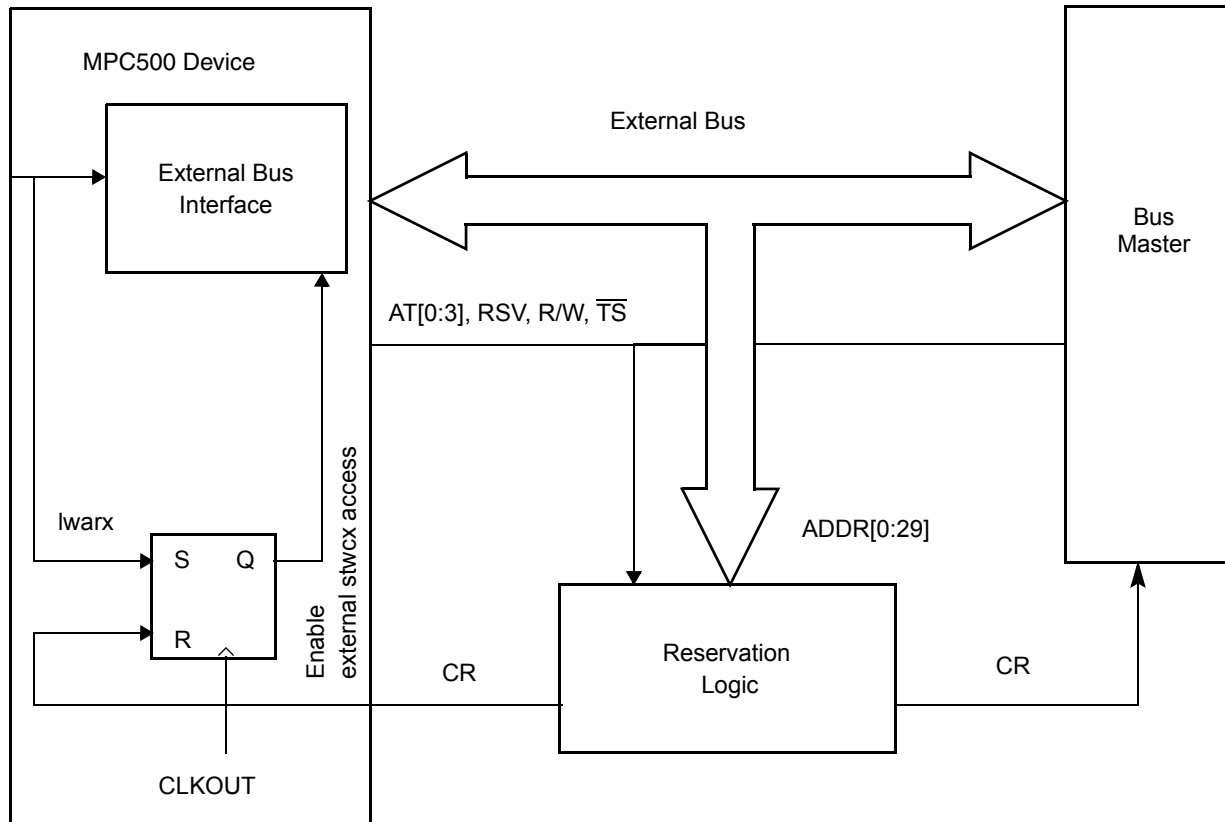 MPC500 Device
External Bus
External Bus
Interface
Bus
Master
AT[0:3], RSV, R/W, T̅S̅
lwarx
S Q
R
Enable
external stwcx access
ADDR[0:29]
Reservation
Logic
CR
CR
CLKOUT